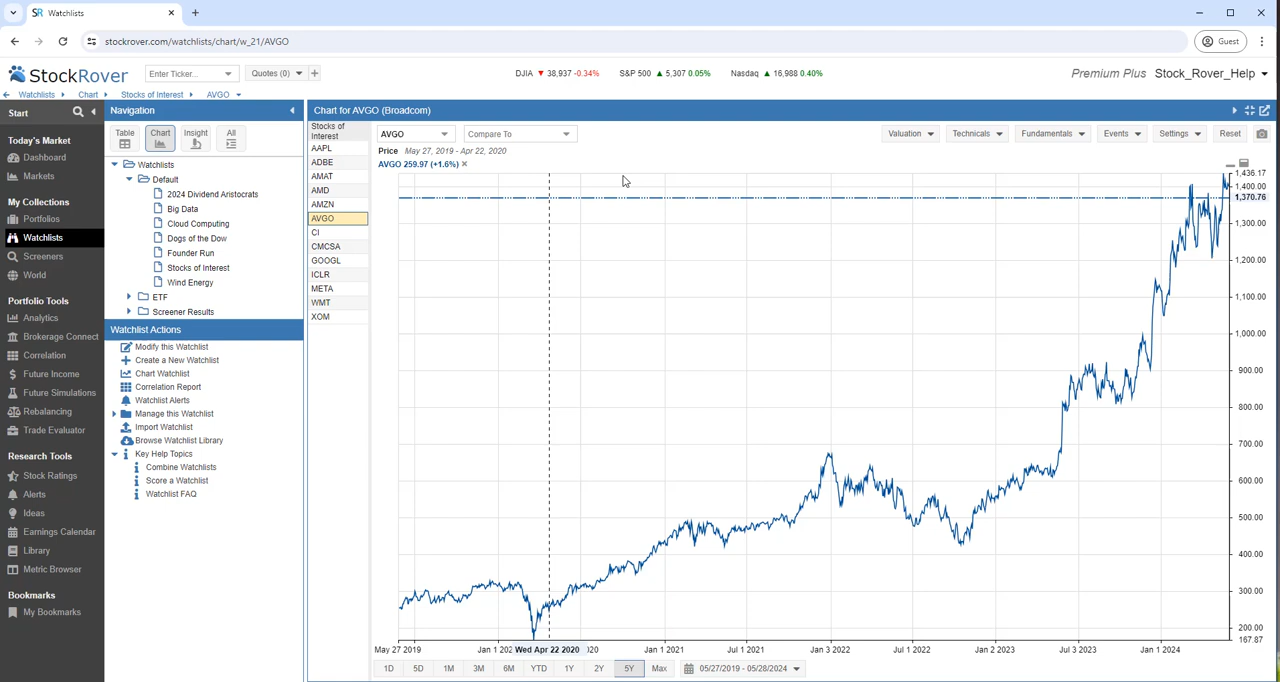 SR Watchlists
stockrover.com/watchlists/chart/w_21/AVGO
Guest
StockRover
Enter Ticker...
Quotes (0)
DJIA ▼ 38,937 -0.34%
S&P 500 ▲ 5,307 0.05%
Nasdaq ▲ 16,988 0.40%
Premium Plus Stock_Rover_Help
Watchlists Chart Stocks of Interest AVGO
Start
Today's Market
Dashboard
Markets
My Collections
Portfolios
Watchlists
Screeners
World
Portfolio Tools
Analytics
Brokerage Connect
Correlation
Future Income
Future Simulations
Rebalancing
Trade Evaluator
Research Tools
Stock Ratings
Alerts
Ideas
Earnings Calendar
Library
Metric Browser
Bookmarks
My Bookmarks
Navigation
Table Chart Insight All
Watchlists
Default
2024 Dividend Aristocrats
Big Data
Cloud Computing
Dogs of the Dow
Founder Run
Stocks of Interest
Wind Energy
ETF
Screener Results
Watchlist Actions
Modify this Watchlist
Create a New Watchlist
Chart Watchlist
Correlation Report
Watchlist Alerts
Manage this Watchlist
Import Watchlist
Browse Watchlist Library
Key Help Topics
Combine Watchlists
Score a Watchlist
Watchlist FAQ
Chart for AVGO (Broadcom)
Stocks of
Interest
AAPL
ADBE
AMAT
AMD
AMZN
AVGO
CI
CMCSA
GOOGL
ICLR
META
WMT
XOM
AVGO
Compare To
Valuation Technicals Fundamentals Events Settings Reset
Price May 27, 2019 - Apr 22, 2020
AVGO 259.97 (+1.6%)
1,436.17
1,400.00
1,370.76
1,300.00
1,200.00
1,100.00
1,000.00
900.00
800.00
700.00
600.00
500.00
400.00
300.00
200.00
167.87
May 27 2019 Jan 1 202 Wed Apr 22 2020 20 Jan 1 2021 Jul 1 2021 Jan 3 2022 Jul 1 2022 Jan 2 2023 Jul 3 2023 Jan 1 2024
1D 5D 1M 3M 6M YTD 1Y 2Y 5Y Max 05/27/2019 - 05/28/2024